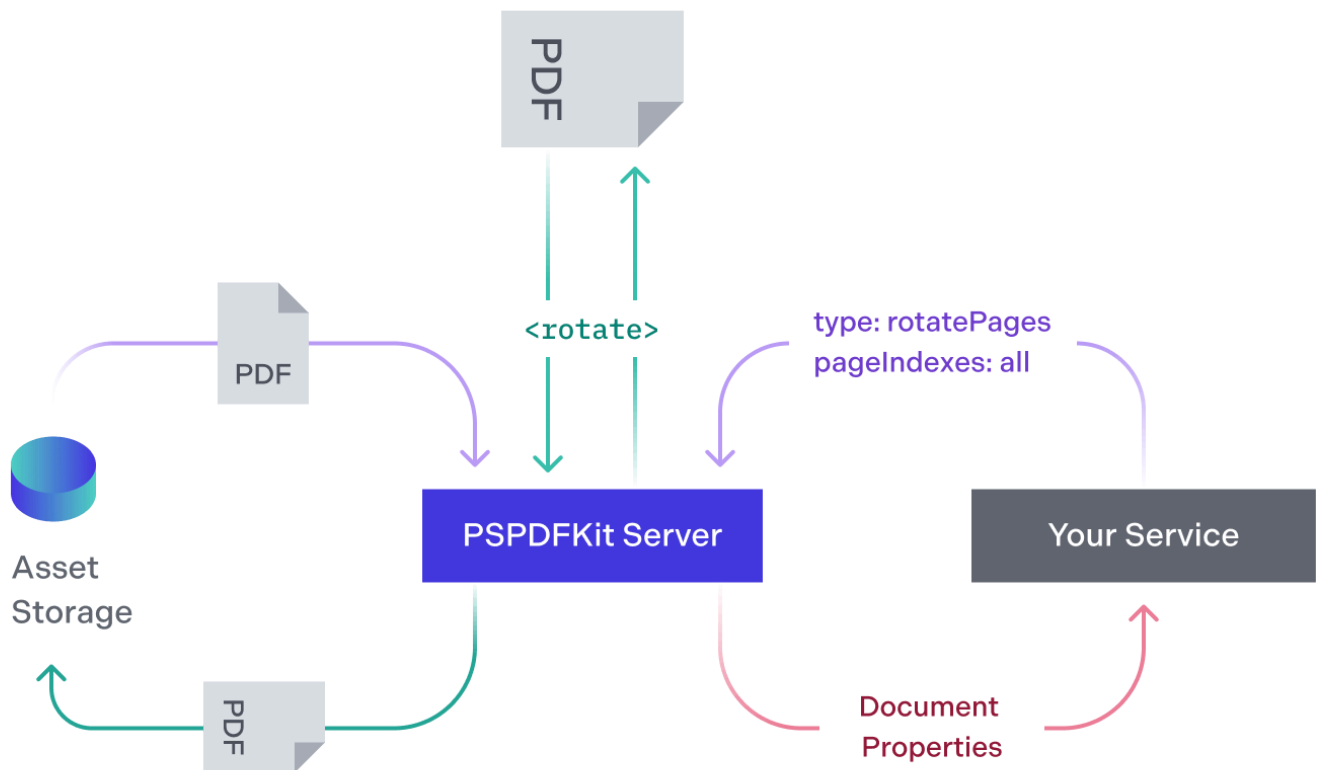 PDF
<rotate>
type: rotatePages
pageIndexes: all
PDF
PSPDFKit Server
Your Service
Asset
Storage
PDF
Document
Properties